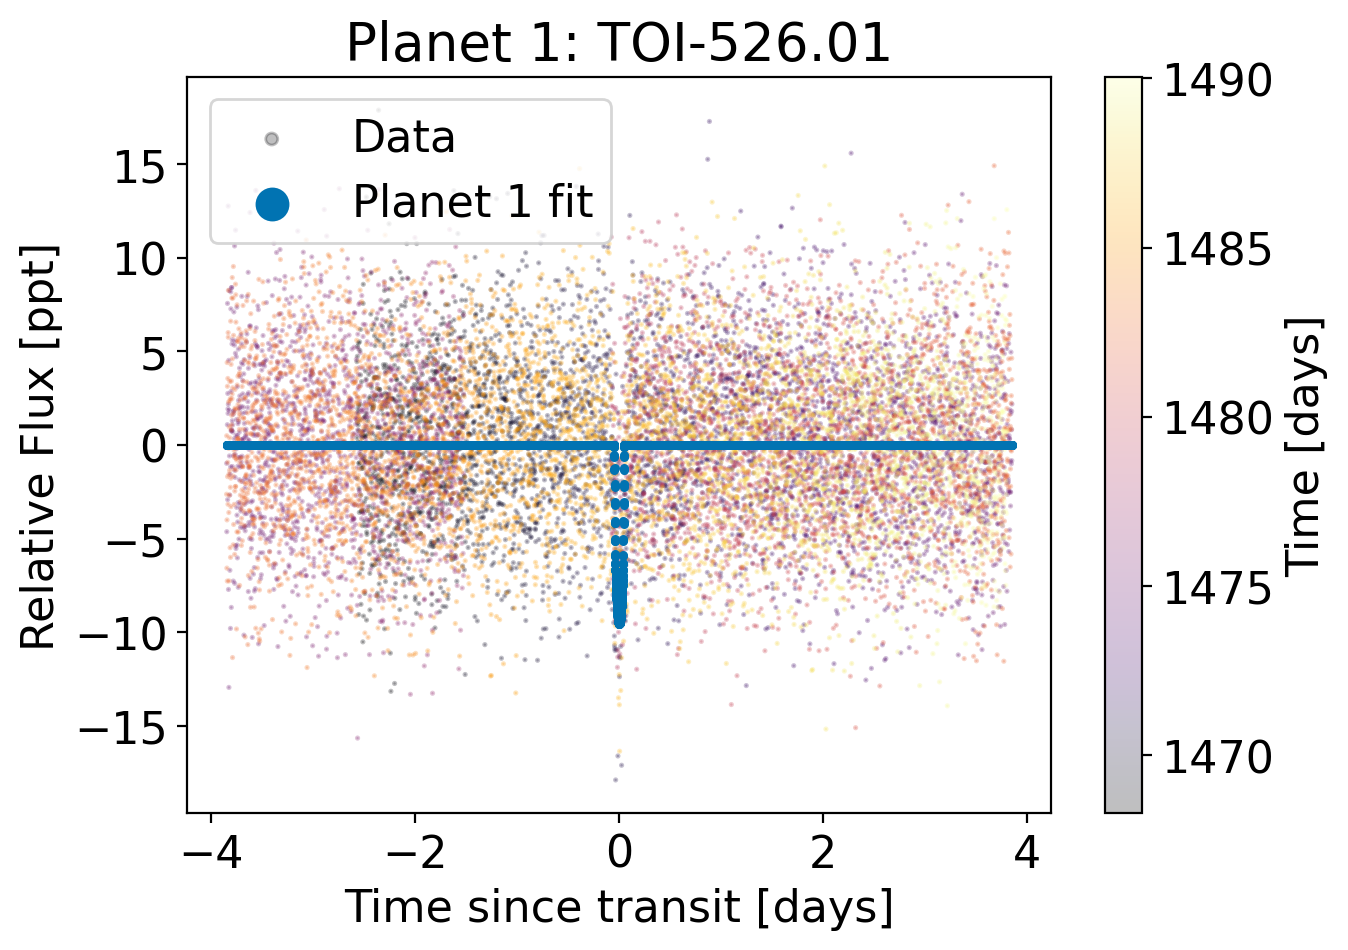 Planet 1: TOI-526.01
Data
Planet 1 fit
15
10
5
0
−5
−10
−15
Relative Flux [ppt]
−4
−2
0
2
4
Time since transit [days]
1490
1485
1480
1475
1470
Time [days]